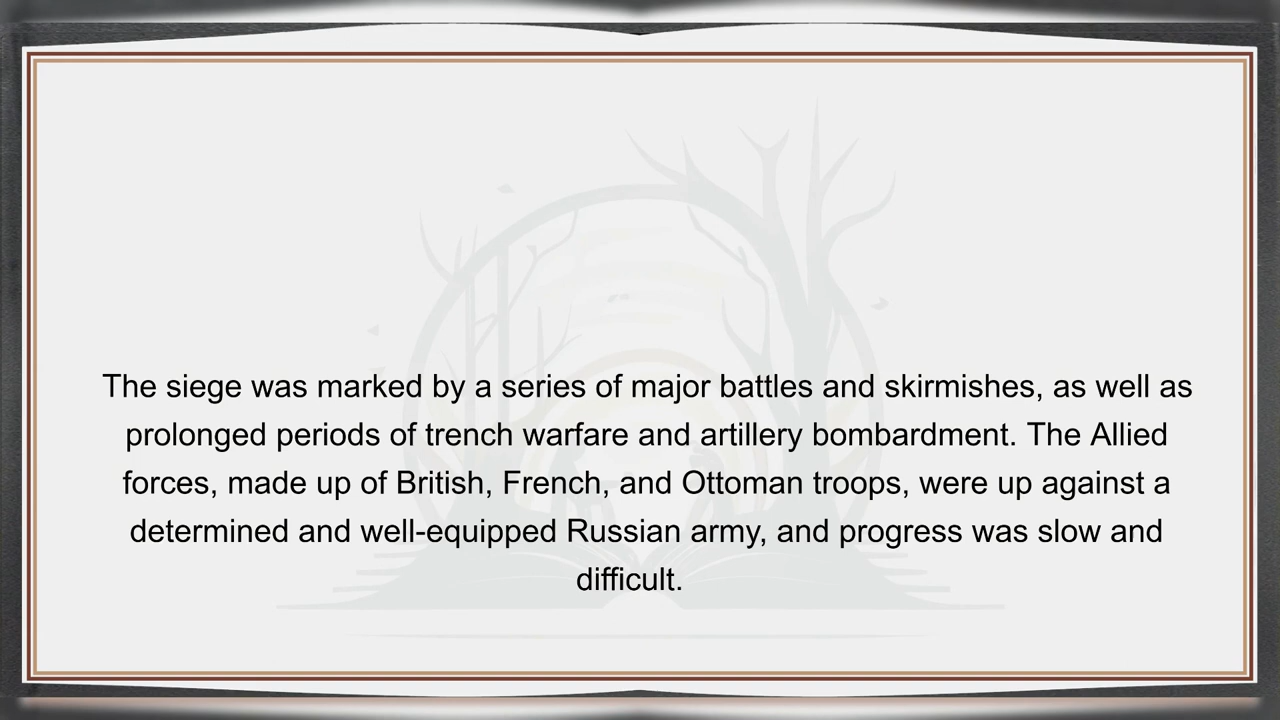 The siege was marked by a series of major battles and skirmishes, as well as
prolonged periods of trench warfare and artillery bombardment. The Allied
forces, made up of British, French, and Ottoman troops, were up against a
determined and well-equipped Russian army, and progress was slow and
difficult.